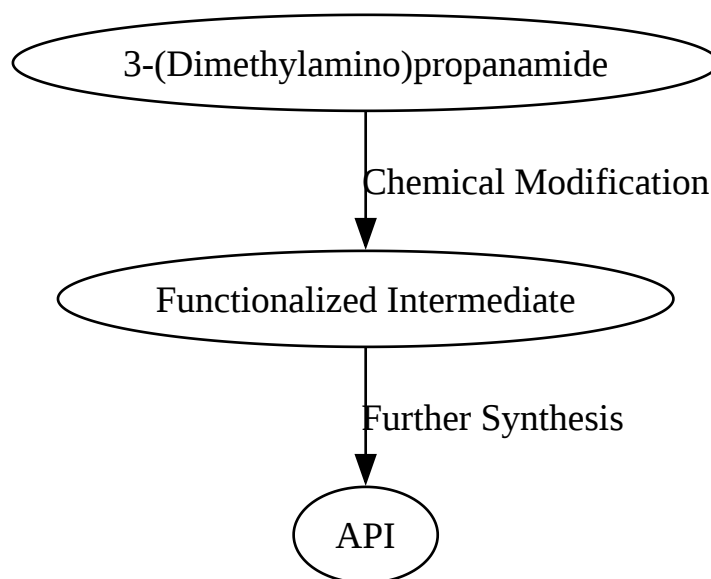 3-(Dimethylamino)propanamide
Chemical Modification
Functionalized Intermediate
Further Synthesis
API